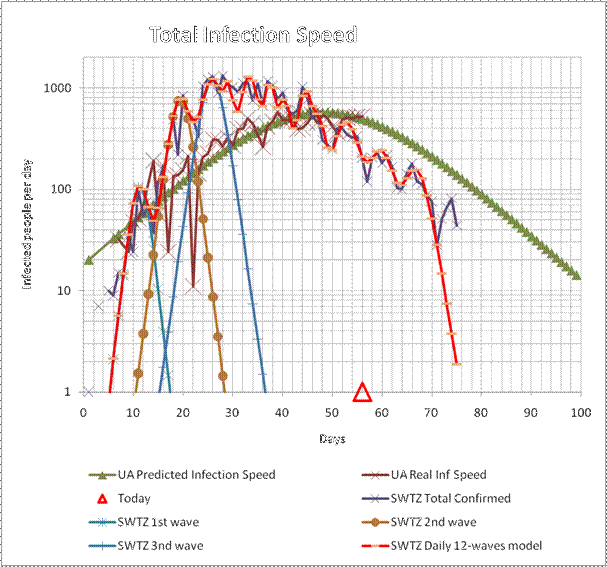 Total Infection Speed
Infected people per day
1000
100
10
1
0 10 20 30 40 50 60 70 80 90 100
Days
UA Predicted Infection Speed
UA Real Inf Speed
Today
SWTZ Total Confirmed
SWTZ 1st wave
SWTZ 2nd wave
SWTZ 3nd wave
SWTZ Daily 12-waves model